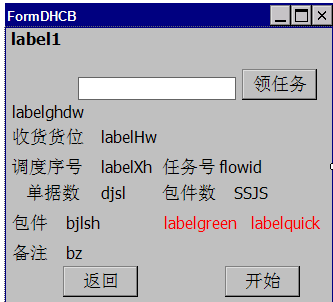 FormDHCB
label1
领任务
labelghdw
收货货位 labelHw
调度序号 labelXh 任务号 flowid
单据数 djsl 包件数 SSJS
包件 bjlsh labelgreen labelquick
备注 bz
返回 开始